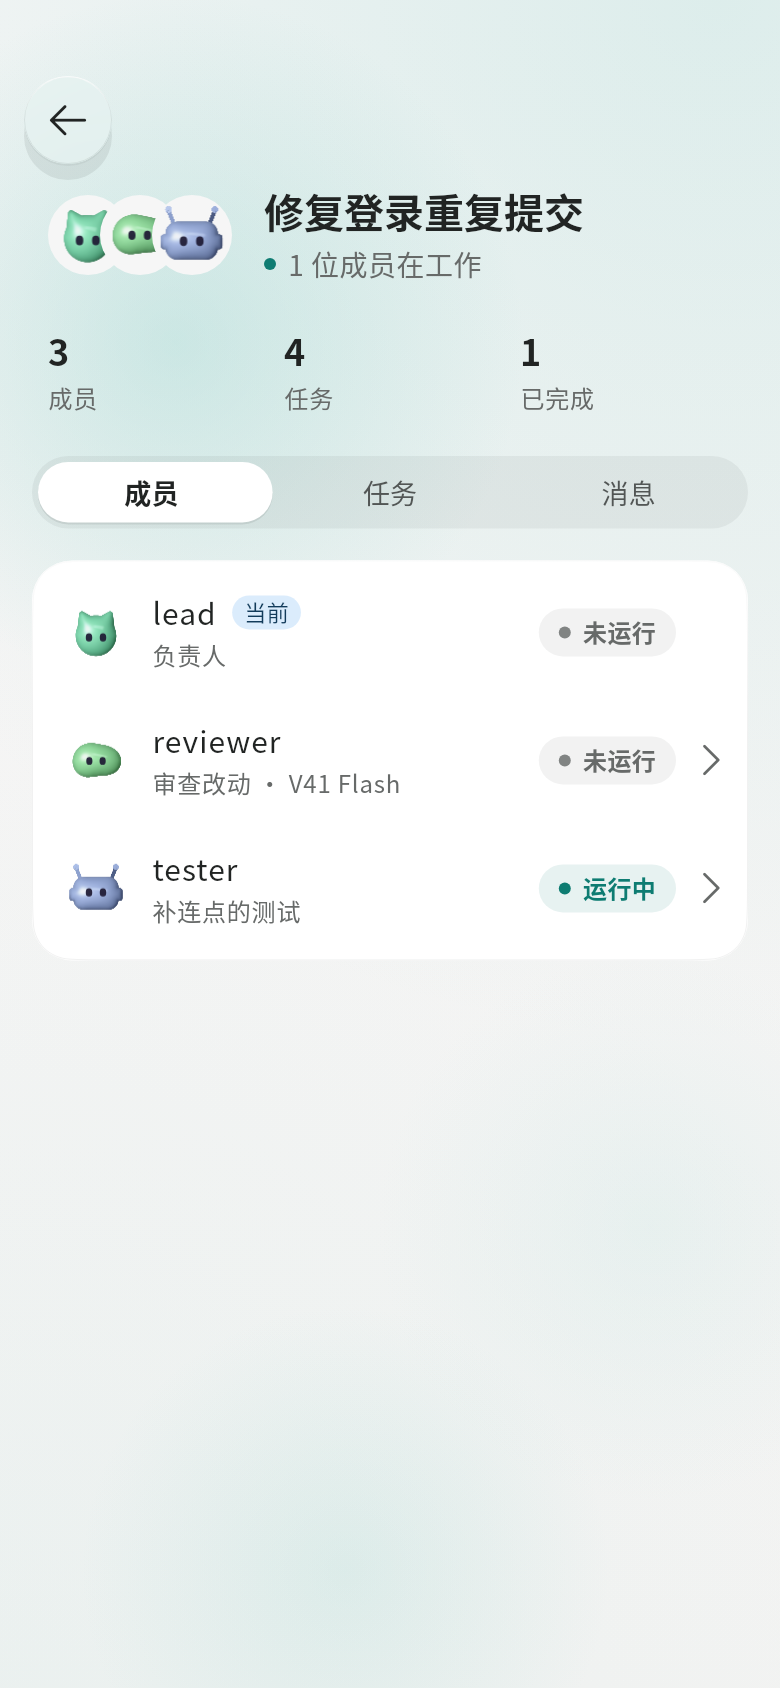 修复登录重复提交
1 位成员在工作
3
成员
4
任务
1
已完成
成员
任务
消息
lead 当前
负责人
未运行
reviewer
审查改动 • V41 Flash
未运行
tester
补连点的测试
运行中